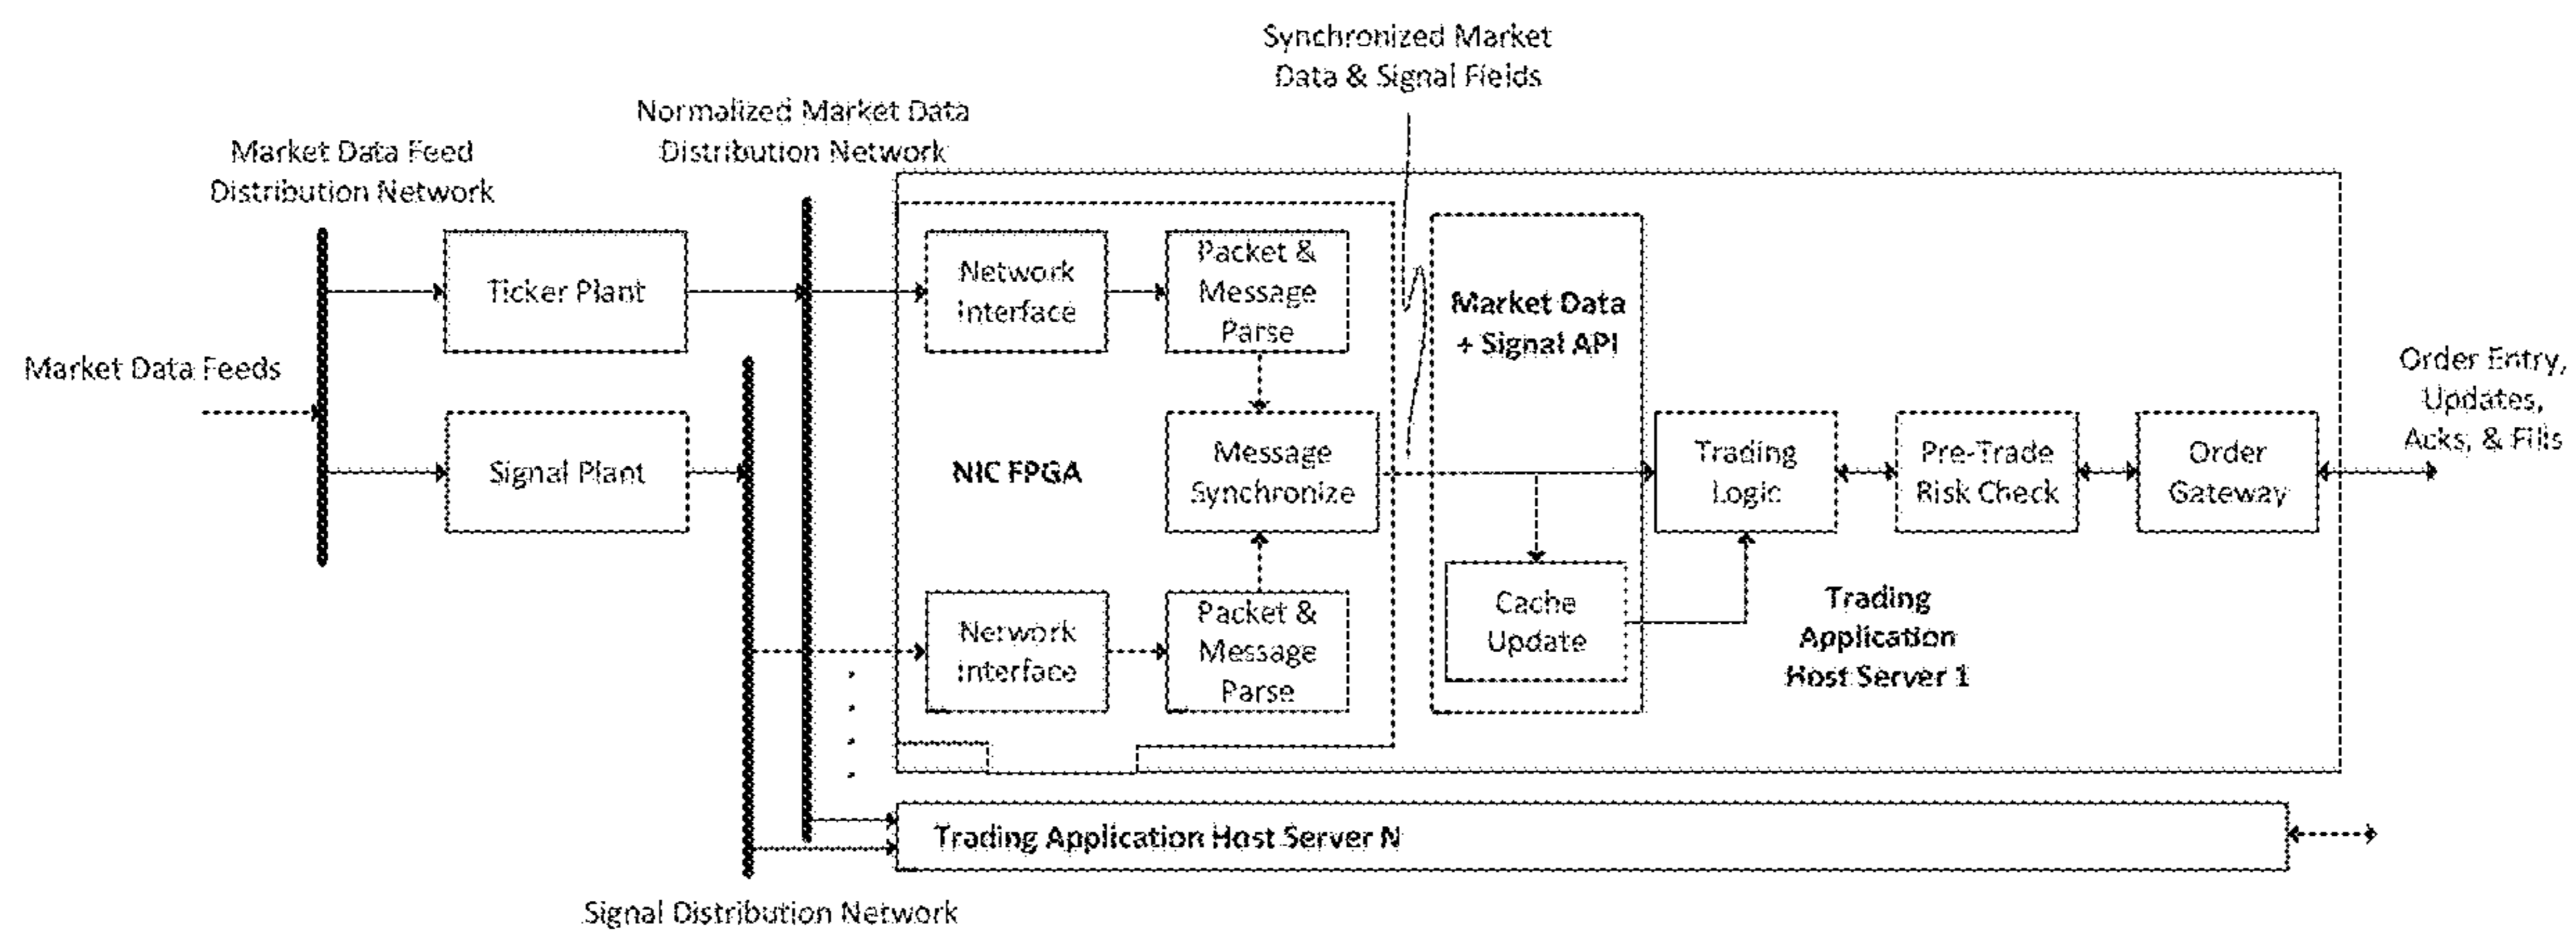 Synchronized Market
Data & Signal Fields
Normalized Market Data
Distribution Network
Market Data Feed
Distribution Network
Ticker Plant
Network
Interface
Packet &
Message
Parse
Market Data
+ Signal API
Market Data Feeds
Order Entry,
Updates,
Acks, & Fills
Signal Plant
NIC FPGA
Message
Synchronize
Trading
Logic
Pre-Trade
Risk Check
Order
Gateway
Network
Interface
Packet &
Message
Parse
Cache
Update
Trading
Application
Host Server 1
Trading Application Host Server N
Signal Distribution Network